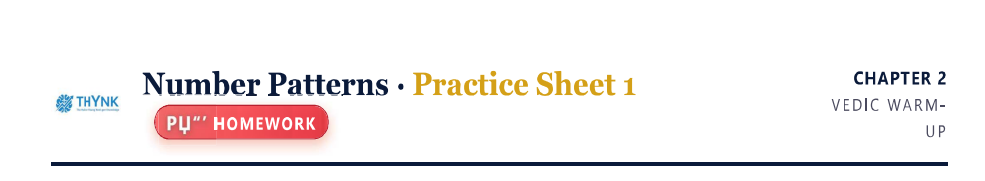 THYNK
Number Patterns · Practice Sheet 1
HOMEWORK
CHAPTER 2
VEDIC WARM-
UP